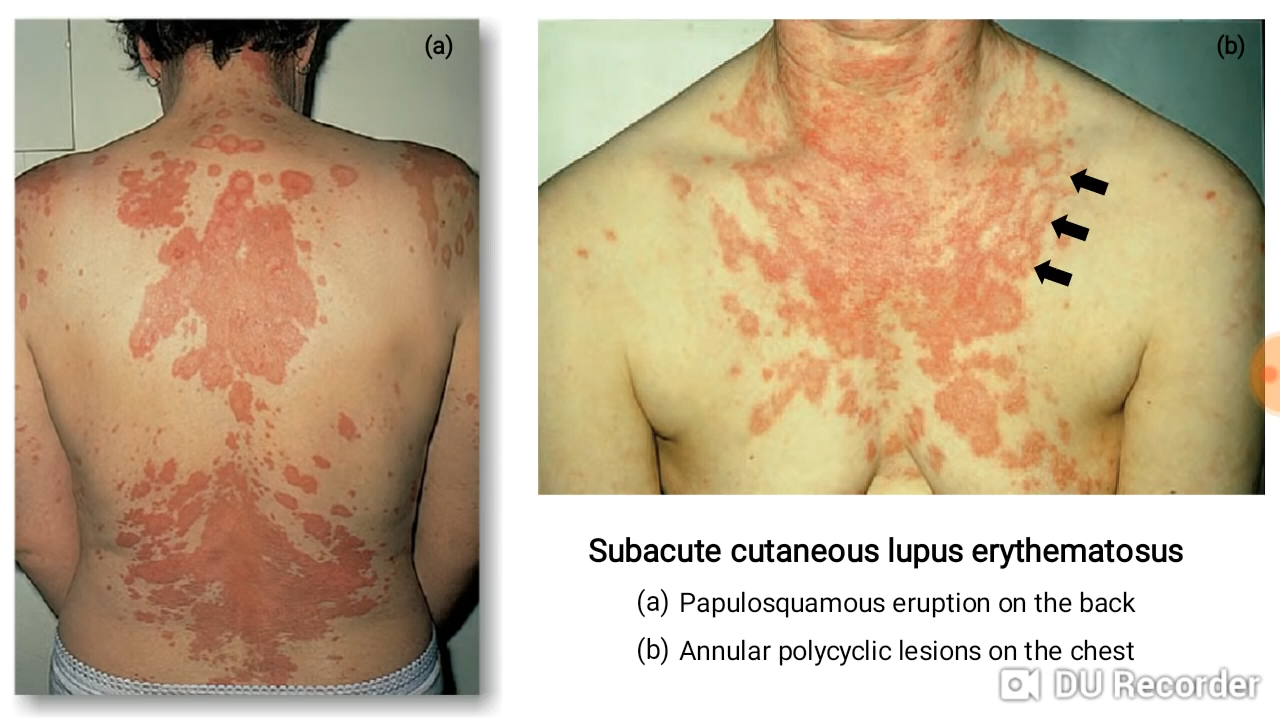 (a)
(b)
Subacute cutaneous lupus erythematosus
(a) Papulosquamous eruption on the back
(b) Annular polycyclic lesions on the chest
DU Recorder